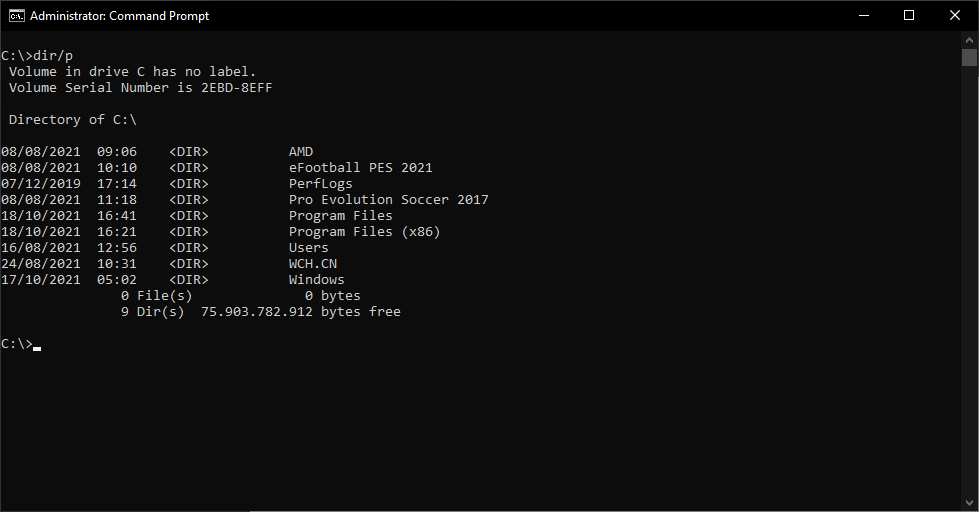 Administrator: Command Prompt
C:\>dir/p
 Volume in drive C has no label.
 Volume Serial Number is 2EBD-8EFF
 Directory of C:\
08/08/2021  09:06    <DIR>          AMD
08/08/2021  10:10    <DIR>          eFootball PES 2021
07/12/2019  17:14    <DIR>          PerfLogs
08/08/2021  11:18    <DIR>          Pro Evolution Soccer 2017
18/10/2021  16:41    <DIR>          Program Files
18/10/2021  16:21    <DIR>          Program Files (x86)
16/08/2021  12:56    <DIR>          Users
24/08/2021  10:31    <DIR>          WCH.CN
17/10/2021  05:02    <DIR>          Windows
               0 File(s)              0 bytes
               9 Dir(s)  75.903.782.912 bytes free
C:\>